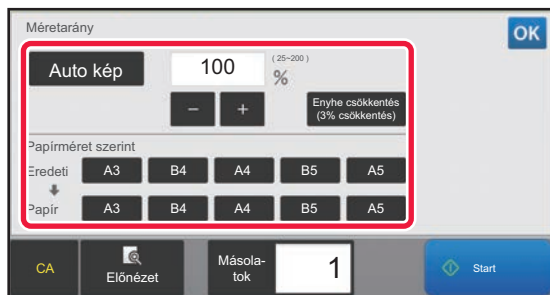 Méretarány
OK
Auto kép
100
(25~200)
%
−
+
Enyhe csökkentés
(3% csökkentés)
Papírméret szerint
Eredeti
A3
B4
A4
B5
A5
Papír
A3
B4
A4
B5
A5
CA
Előnézet
Másola-
tok
1
Start